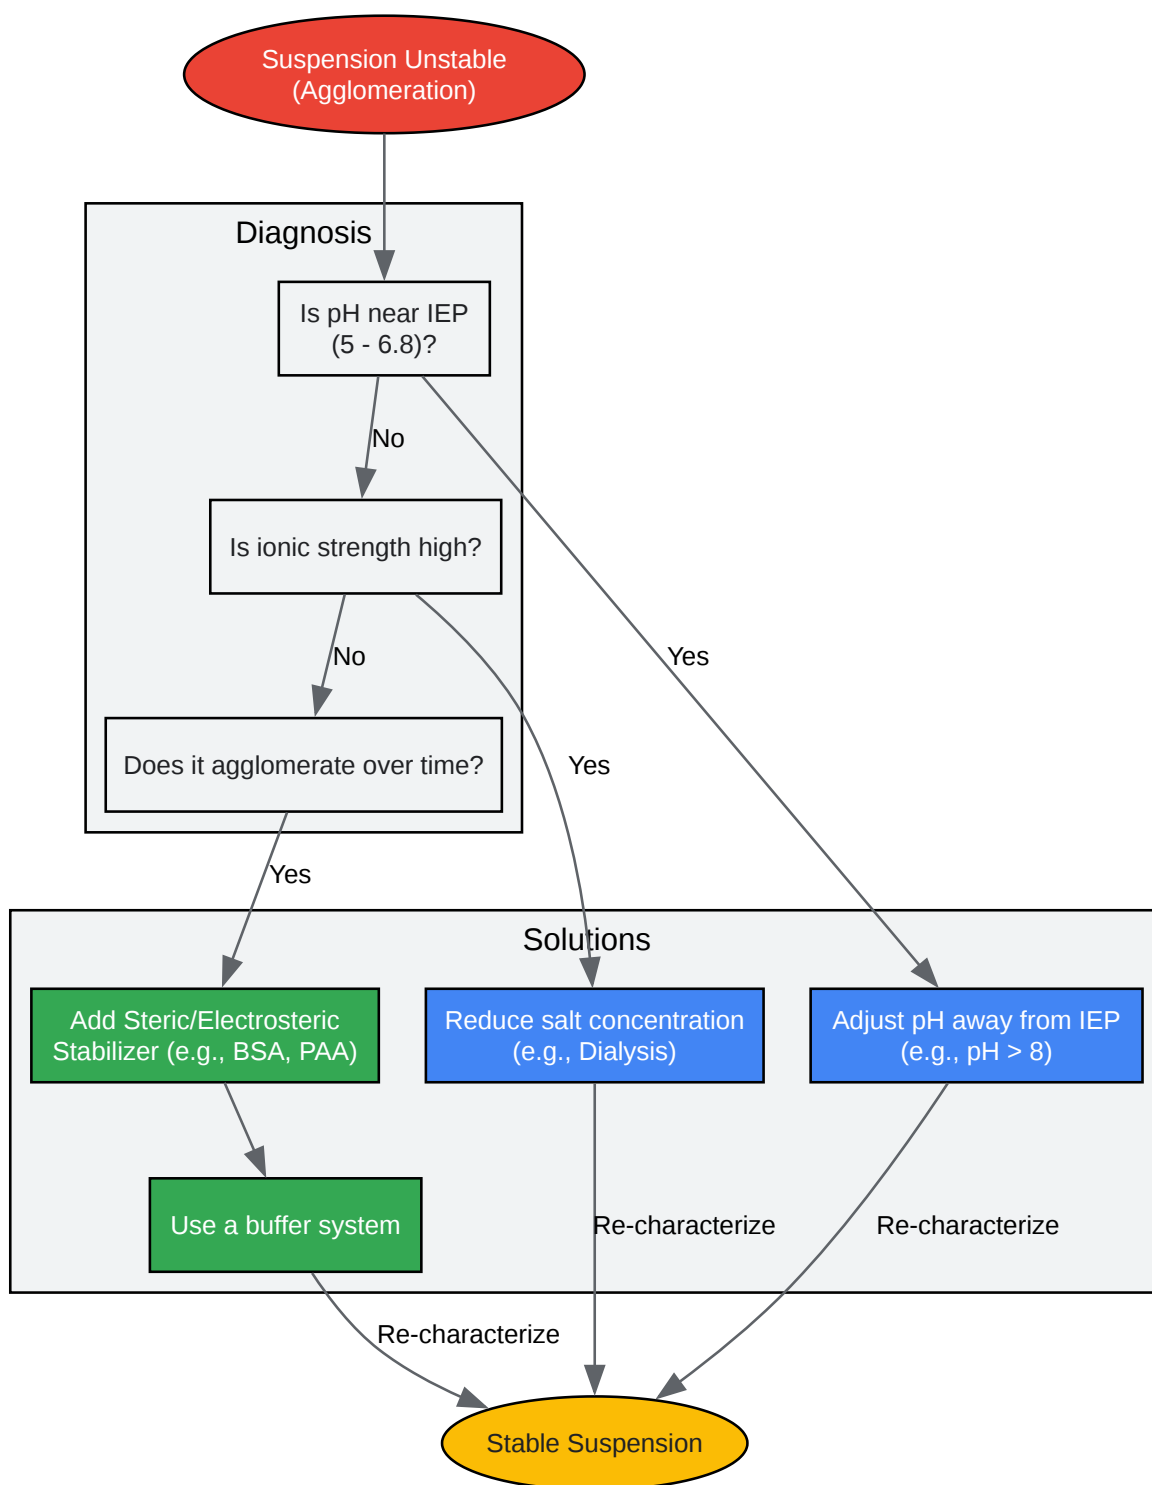 Suspension Unstable
(Agglomeration)
Diagnosis
Is pH near IEP
(5 - 6.8)?
No
Is ionic strength high?
No
Yes
Does it agglomerate over time?
Yes
Yes
Solutions
Add Steric/Electrosteric
Stabilizer (e.g., BSA, PAA)
Reduce salt concentration
(e.g., Dialysis)
Adjust pH away from IEP
(e.g., pH > 8)
Use a buffer system
Re-characterize
Re-characterize
Re-characterize
Stable Suspension